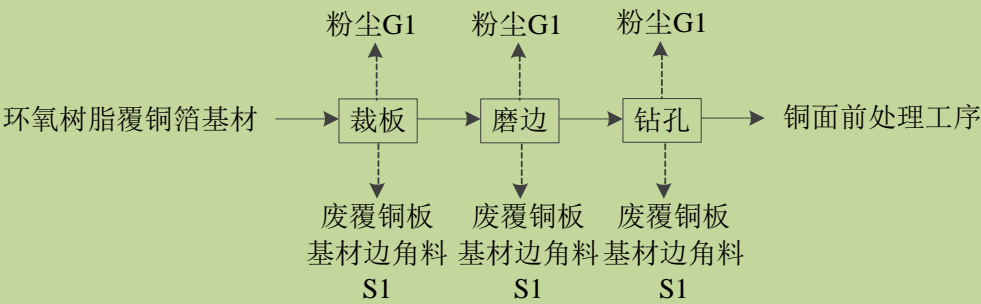 粉尘G1 粉尘G1 粉尘G1
环氧树脂覆铜箔基材 裁板 磨边 钻孔 铜面前处理工序
废覆铜板 废覆铜板 废覆铜板
基材边角料 基材边角料 基材边角料
S1 S1 S1